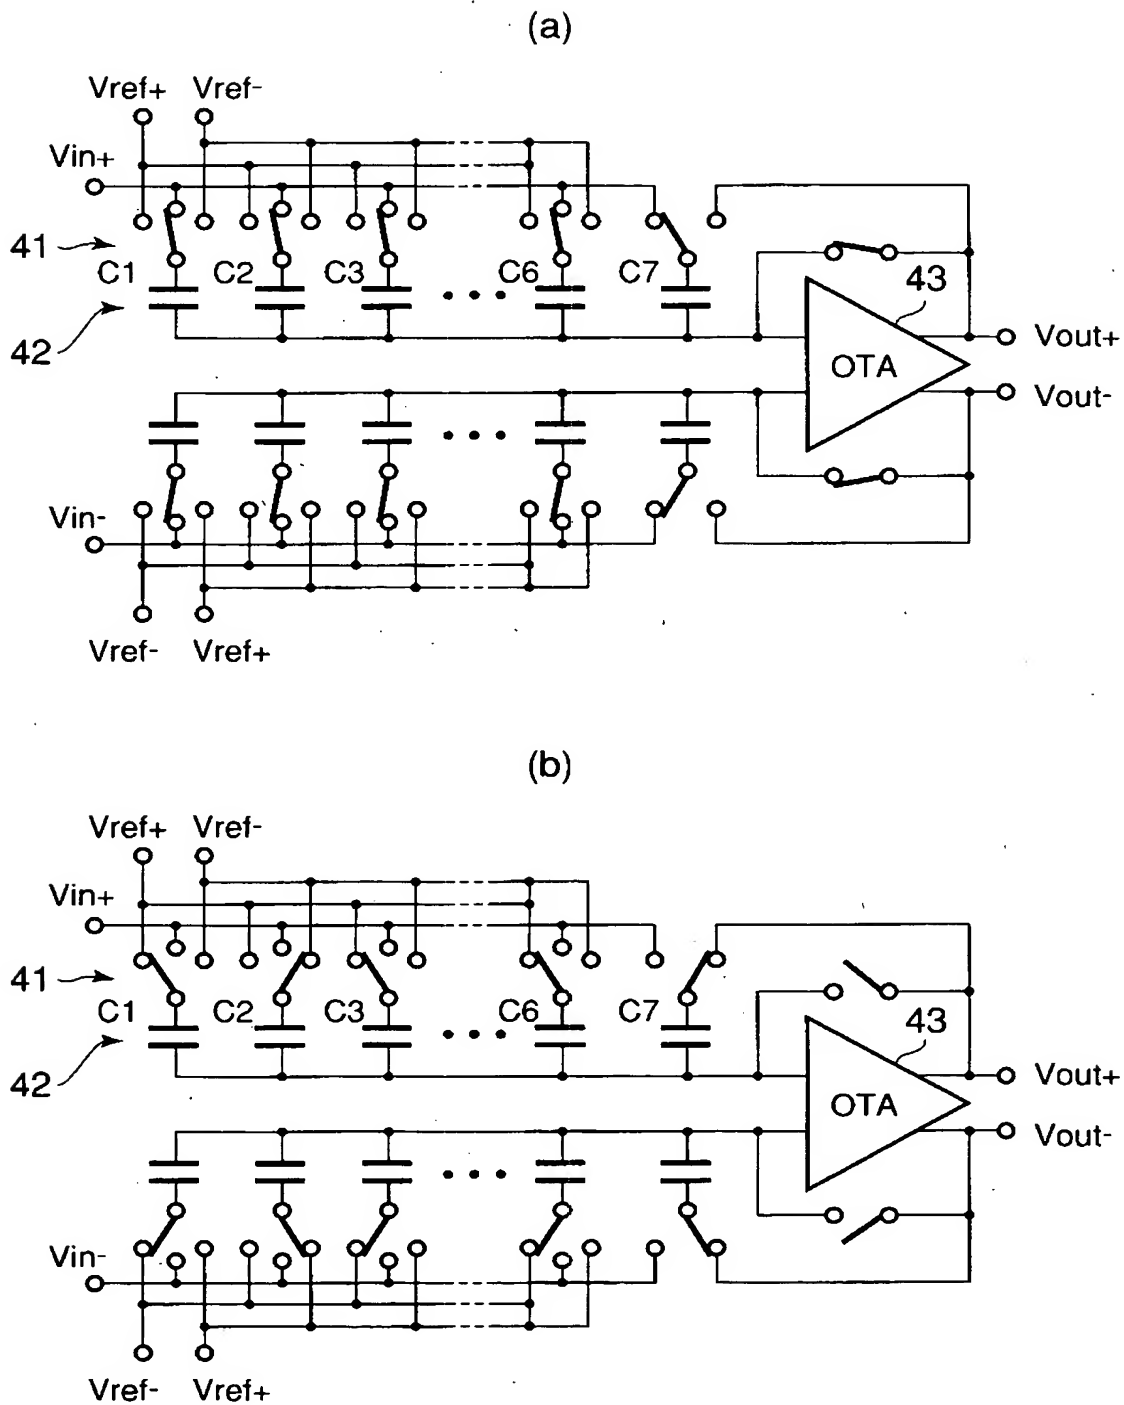 (a)
Vref+ Vref-
Vin+
41
C1 C2 C3 C6 C7
42
43
OTA
Vout+
Vout-
Vin-
Vref- Vref+
(b)
Vref+ Vref-
Vin+
41
C1 C2 C3 C6 C7
42
43
OTA
Vout+
Vout-
Vin-
Vref- Vref+